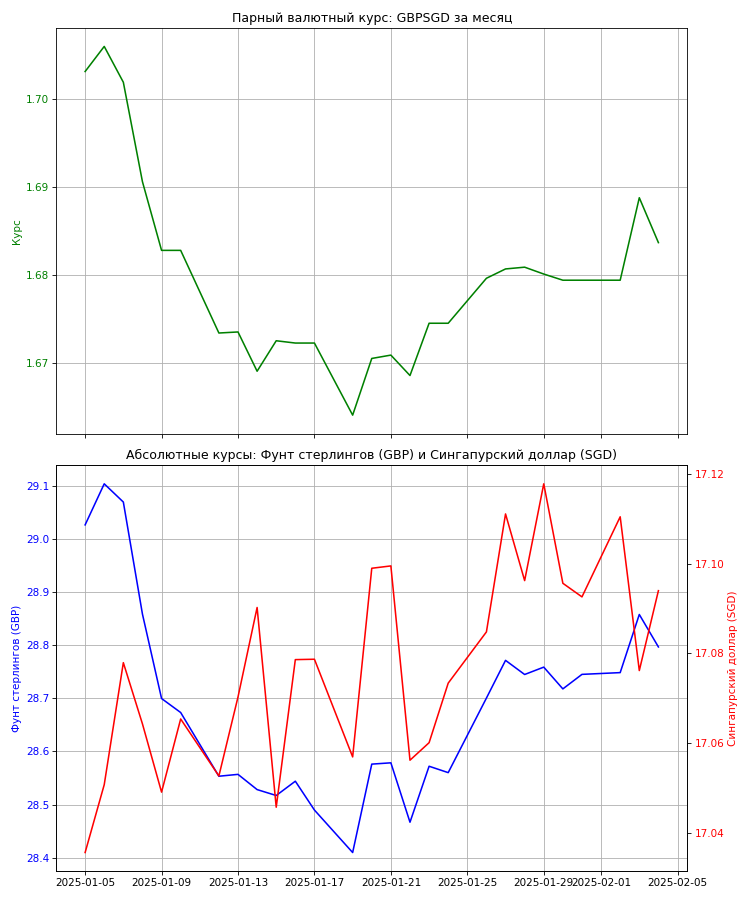 Парный валютный курс: GBPSGD за месяц
1.70
1.69
1.68
1.67
Курс
Абсолютные курсы: Фунт стерлингов (GBP) и Сингапурский доллар (SGD)
29.1
29.0
28.9
28.8
28.7
28.6
28.5
28.4
Фунт стерлингов (GBP)
17.12
17.10
17.08
17.06
17.04
Сингапурский доллар (SGD)
2025-01-05 2025-01-09 2025-01-13 2025-01-17 2025-01-21 2025-01-25 2025-01-29 2025-02-01 2025-02-05